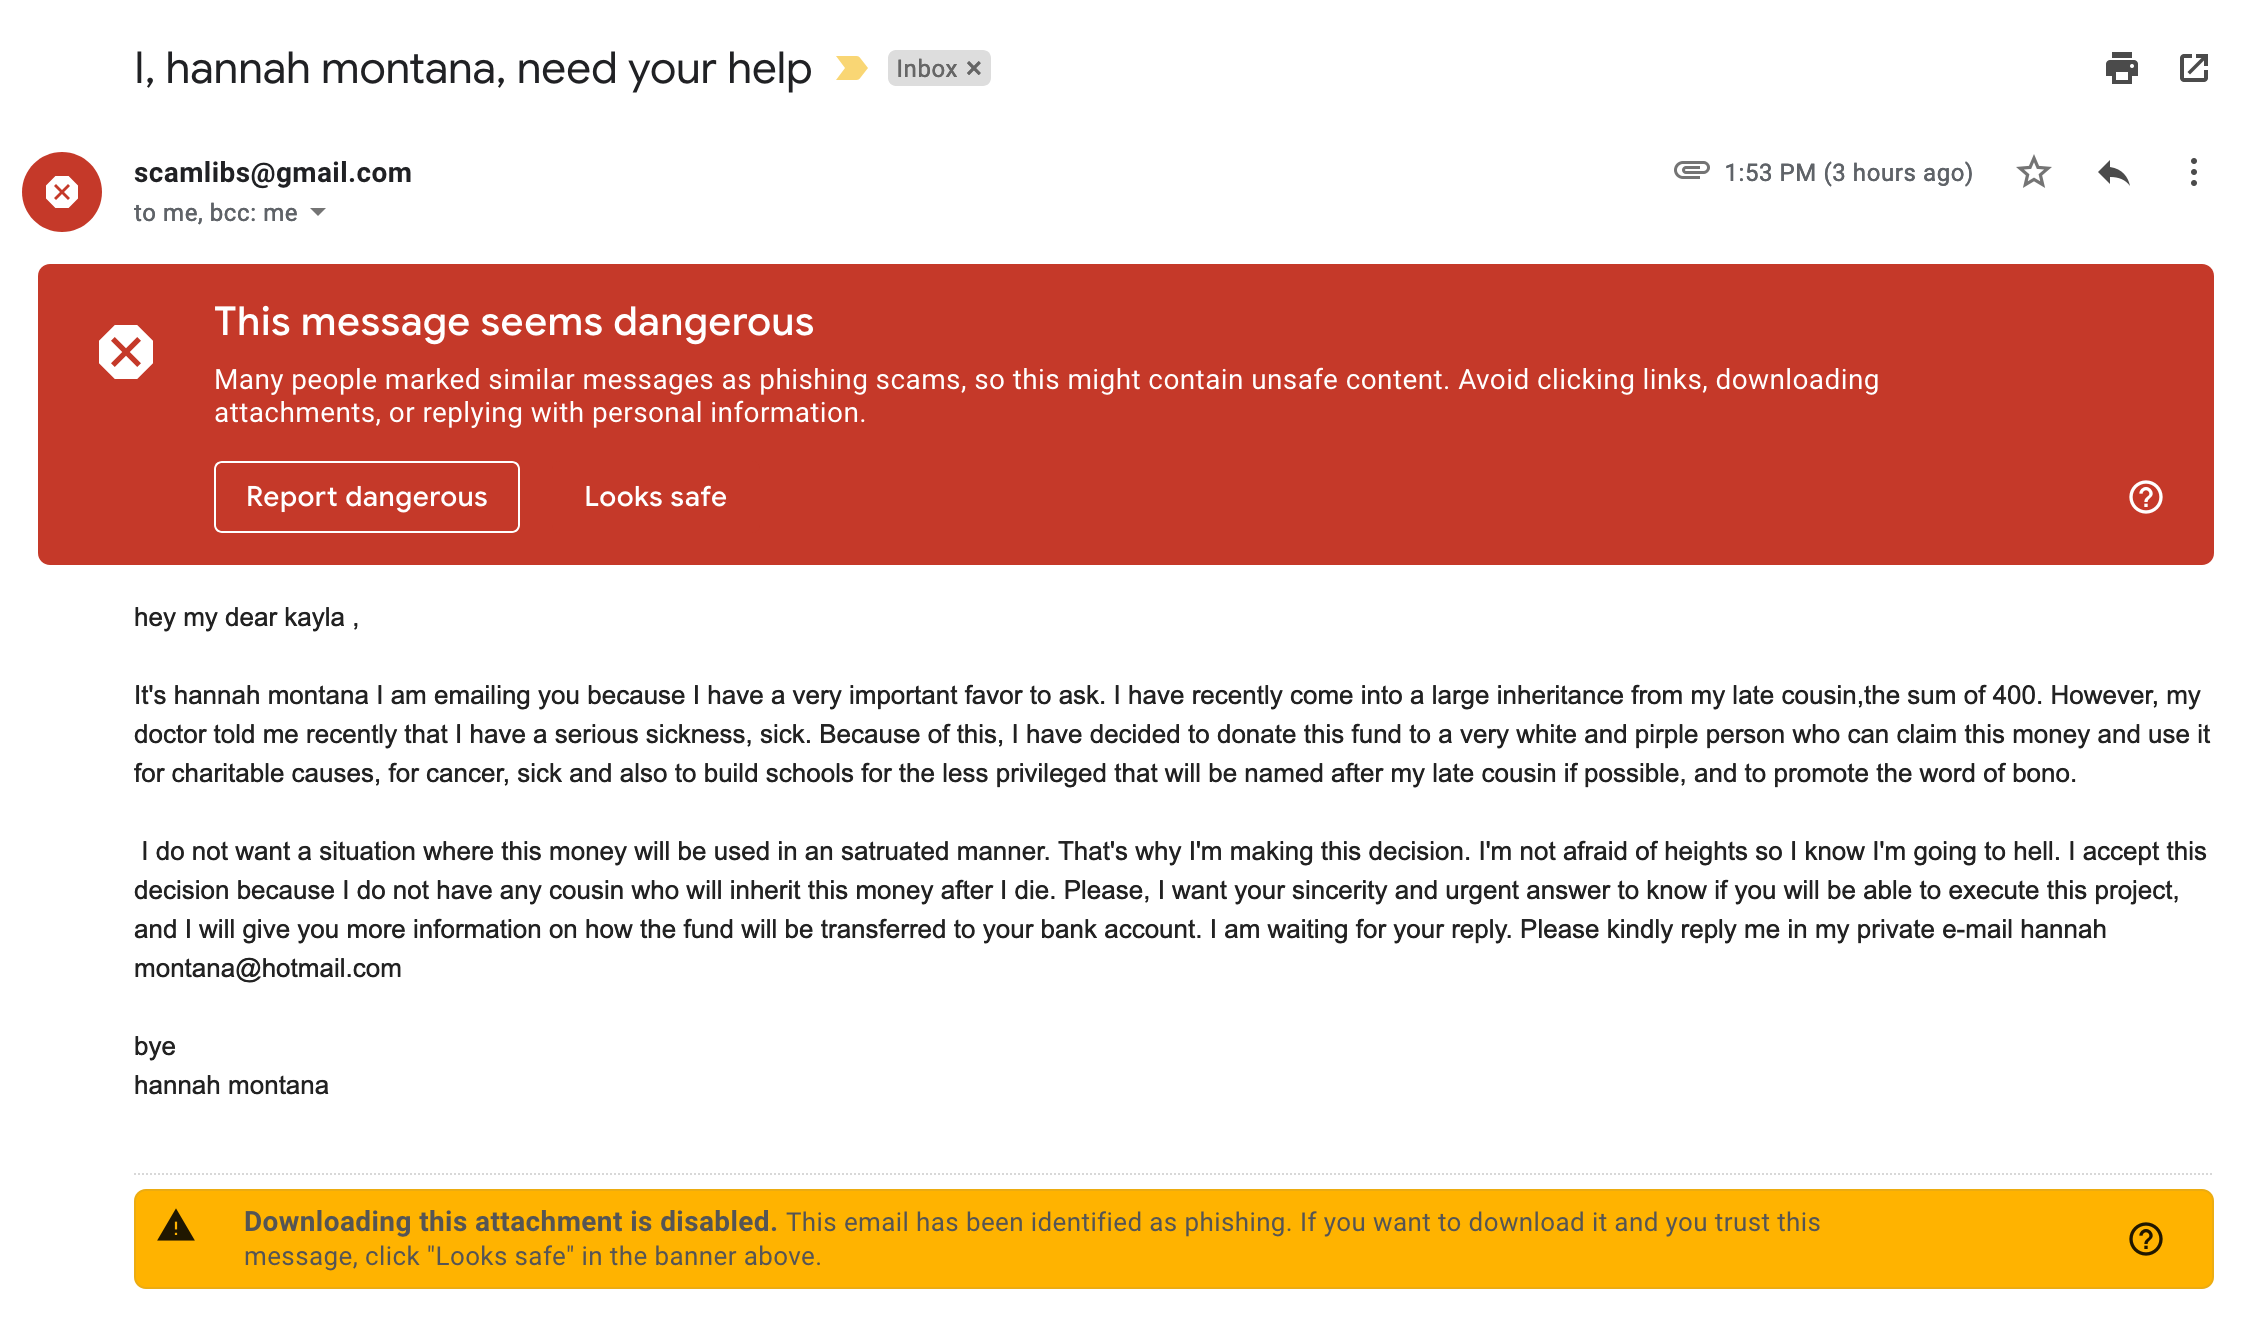 I, hannah montana, need your help Inbox ×
scamlibs@gmail.com
1:53 PM (3 hours ago)
to me, bcc: me
This message seems dangerous
Many people marked similar messages as phishing scams, so this might contain unsafe content. Avoid clicking links, downloading
attachments, or replying with personal information.
Report dangerous Looks safe
hey my dear kayla ,
It's hannah montana I am emailing you because I have a very important favor to ask. I have recently come into a large inheritance from my late cousin,the sum of 400. However, my
doctor told me recently that I have a serious sickness, sick. Because of this, I have decided to donate this fund to a very white and pirple person who can claim this money and use it
for charitable causes, for cancer, sick and also to build schools for the less privileged that will be named after my late cousin if possible, and to promote the word of bono.
I do not want a situation where this money will be used in an satruated manner. That's why I'm making this decision. I'm not afraid of heights so I know I'm going to hell. I accept this
decision because I do not have any cousin who will inherit this money after I die. Please, I want your sincerity and urgent answer to know if you will be able to execute this project,
and I will give you more information on how the fund will be transferred to your bank account. I am waiting for your reply. Please kindly reply me in my private e-mail hannah
montana@hotmail.com
bye
hannah montana
Downloading this attachment is disabled. This email has been identified as phishing. If you want to download it and you trust this
message, click "Looks safe" in the banner above.